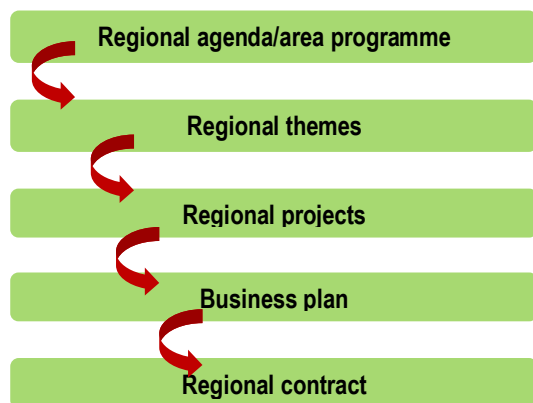 Regional agenda/area programme
Regional themes
Regional projects
Business plan
Regional contract